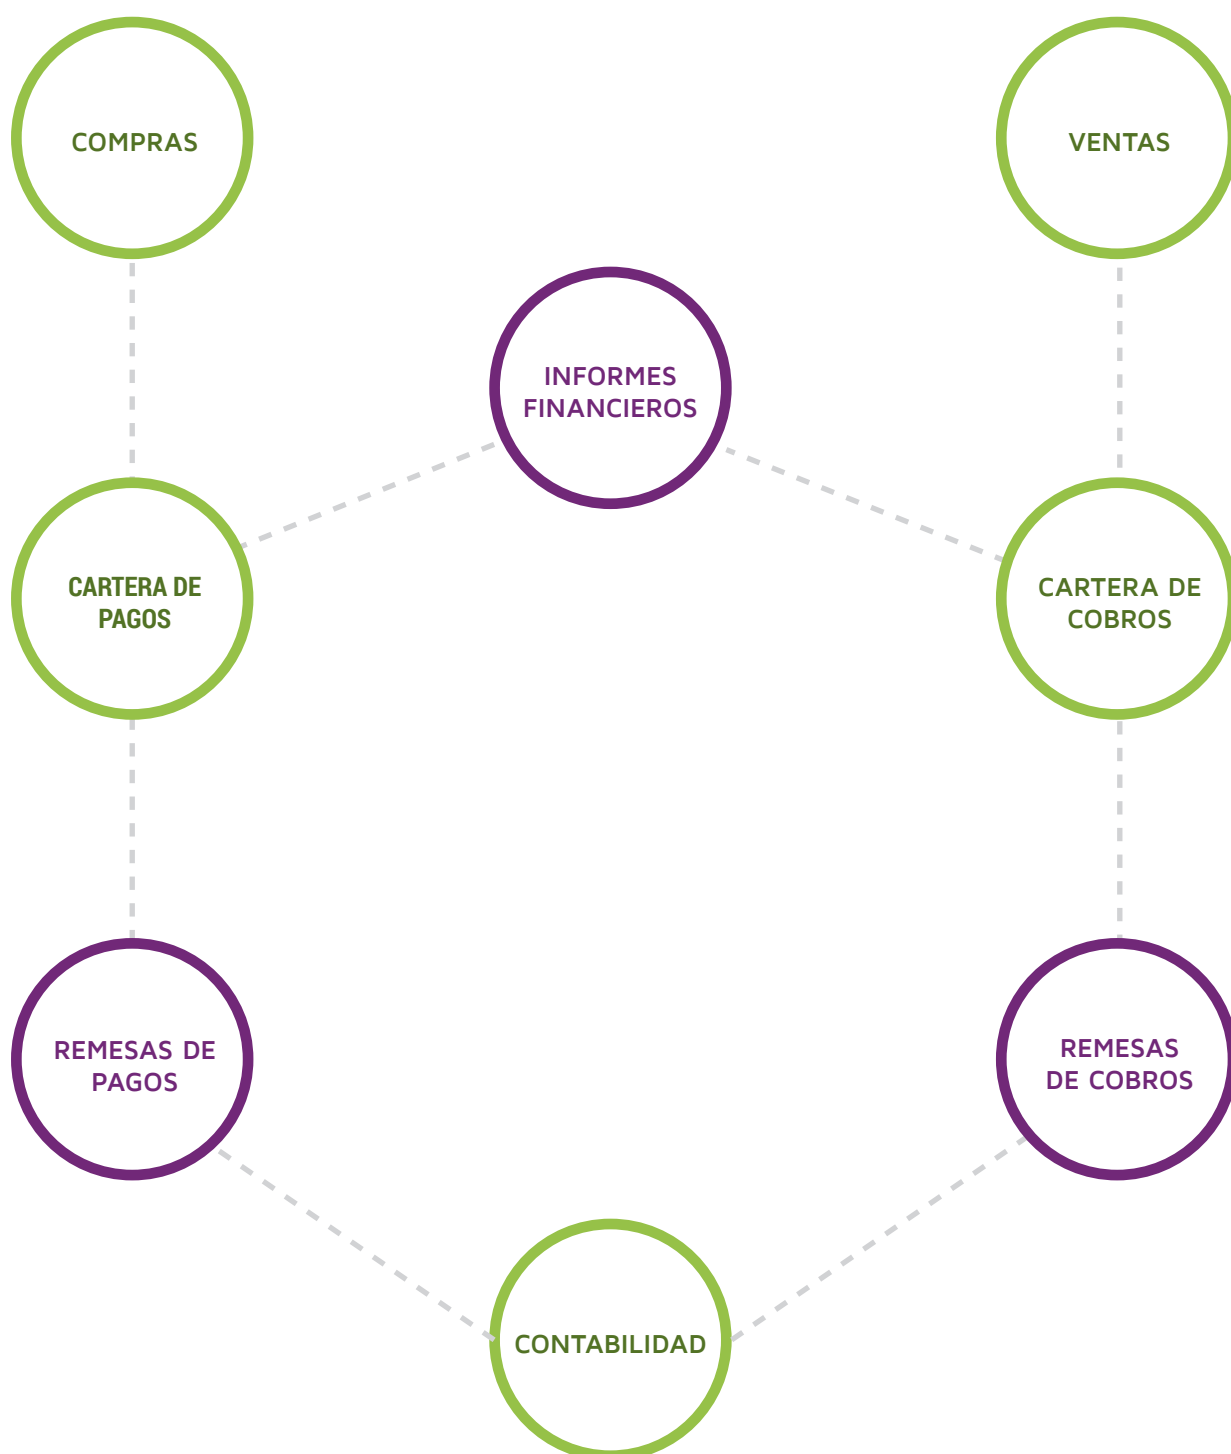 COMPRAS
VENTAS
INFORMES
FINANCIEROS
CARTERA DE
PAGOS
CARTERA DE
COBROS
REMESAS DE
PAGOS
REMESAS
DE COBROS
CONTABILIDAD